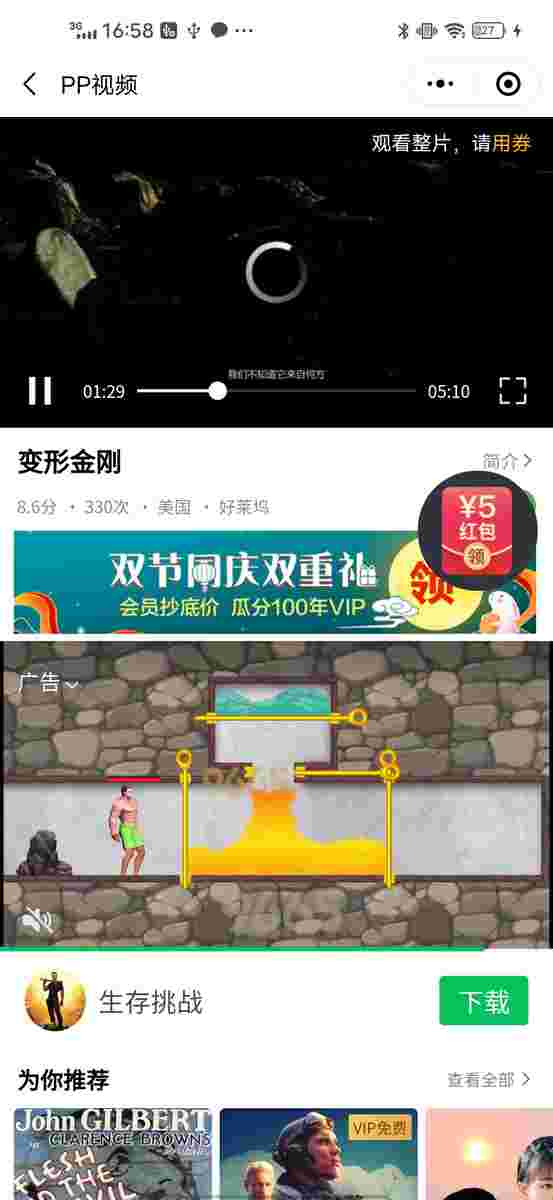 3G 16:58 27
PP视频
观看整片，请用券
我们不知道它来自何方
01:29 05:10
变形金刚
简介
8.6分 · 330次 · 美国 · 好莱坞
¥5
红包
领
双节同庆双重礼
会员抄底价 瓜分100年VIP
领
广告
生存挑战
下载
为你推荐
查看全部
John GILBERT
CLARENCE BROWN'S
FLESH
AND THE
VIP免费